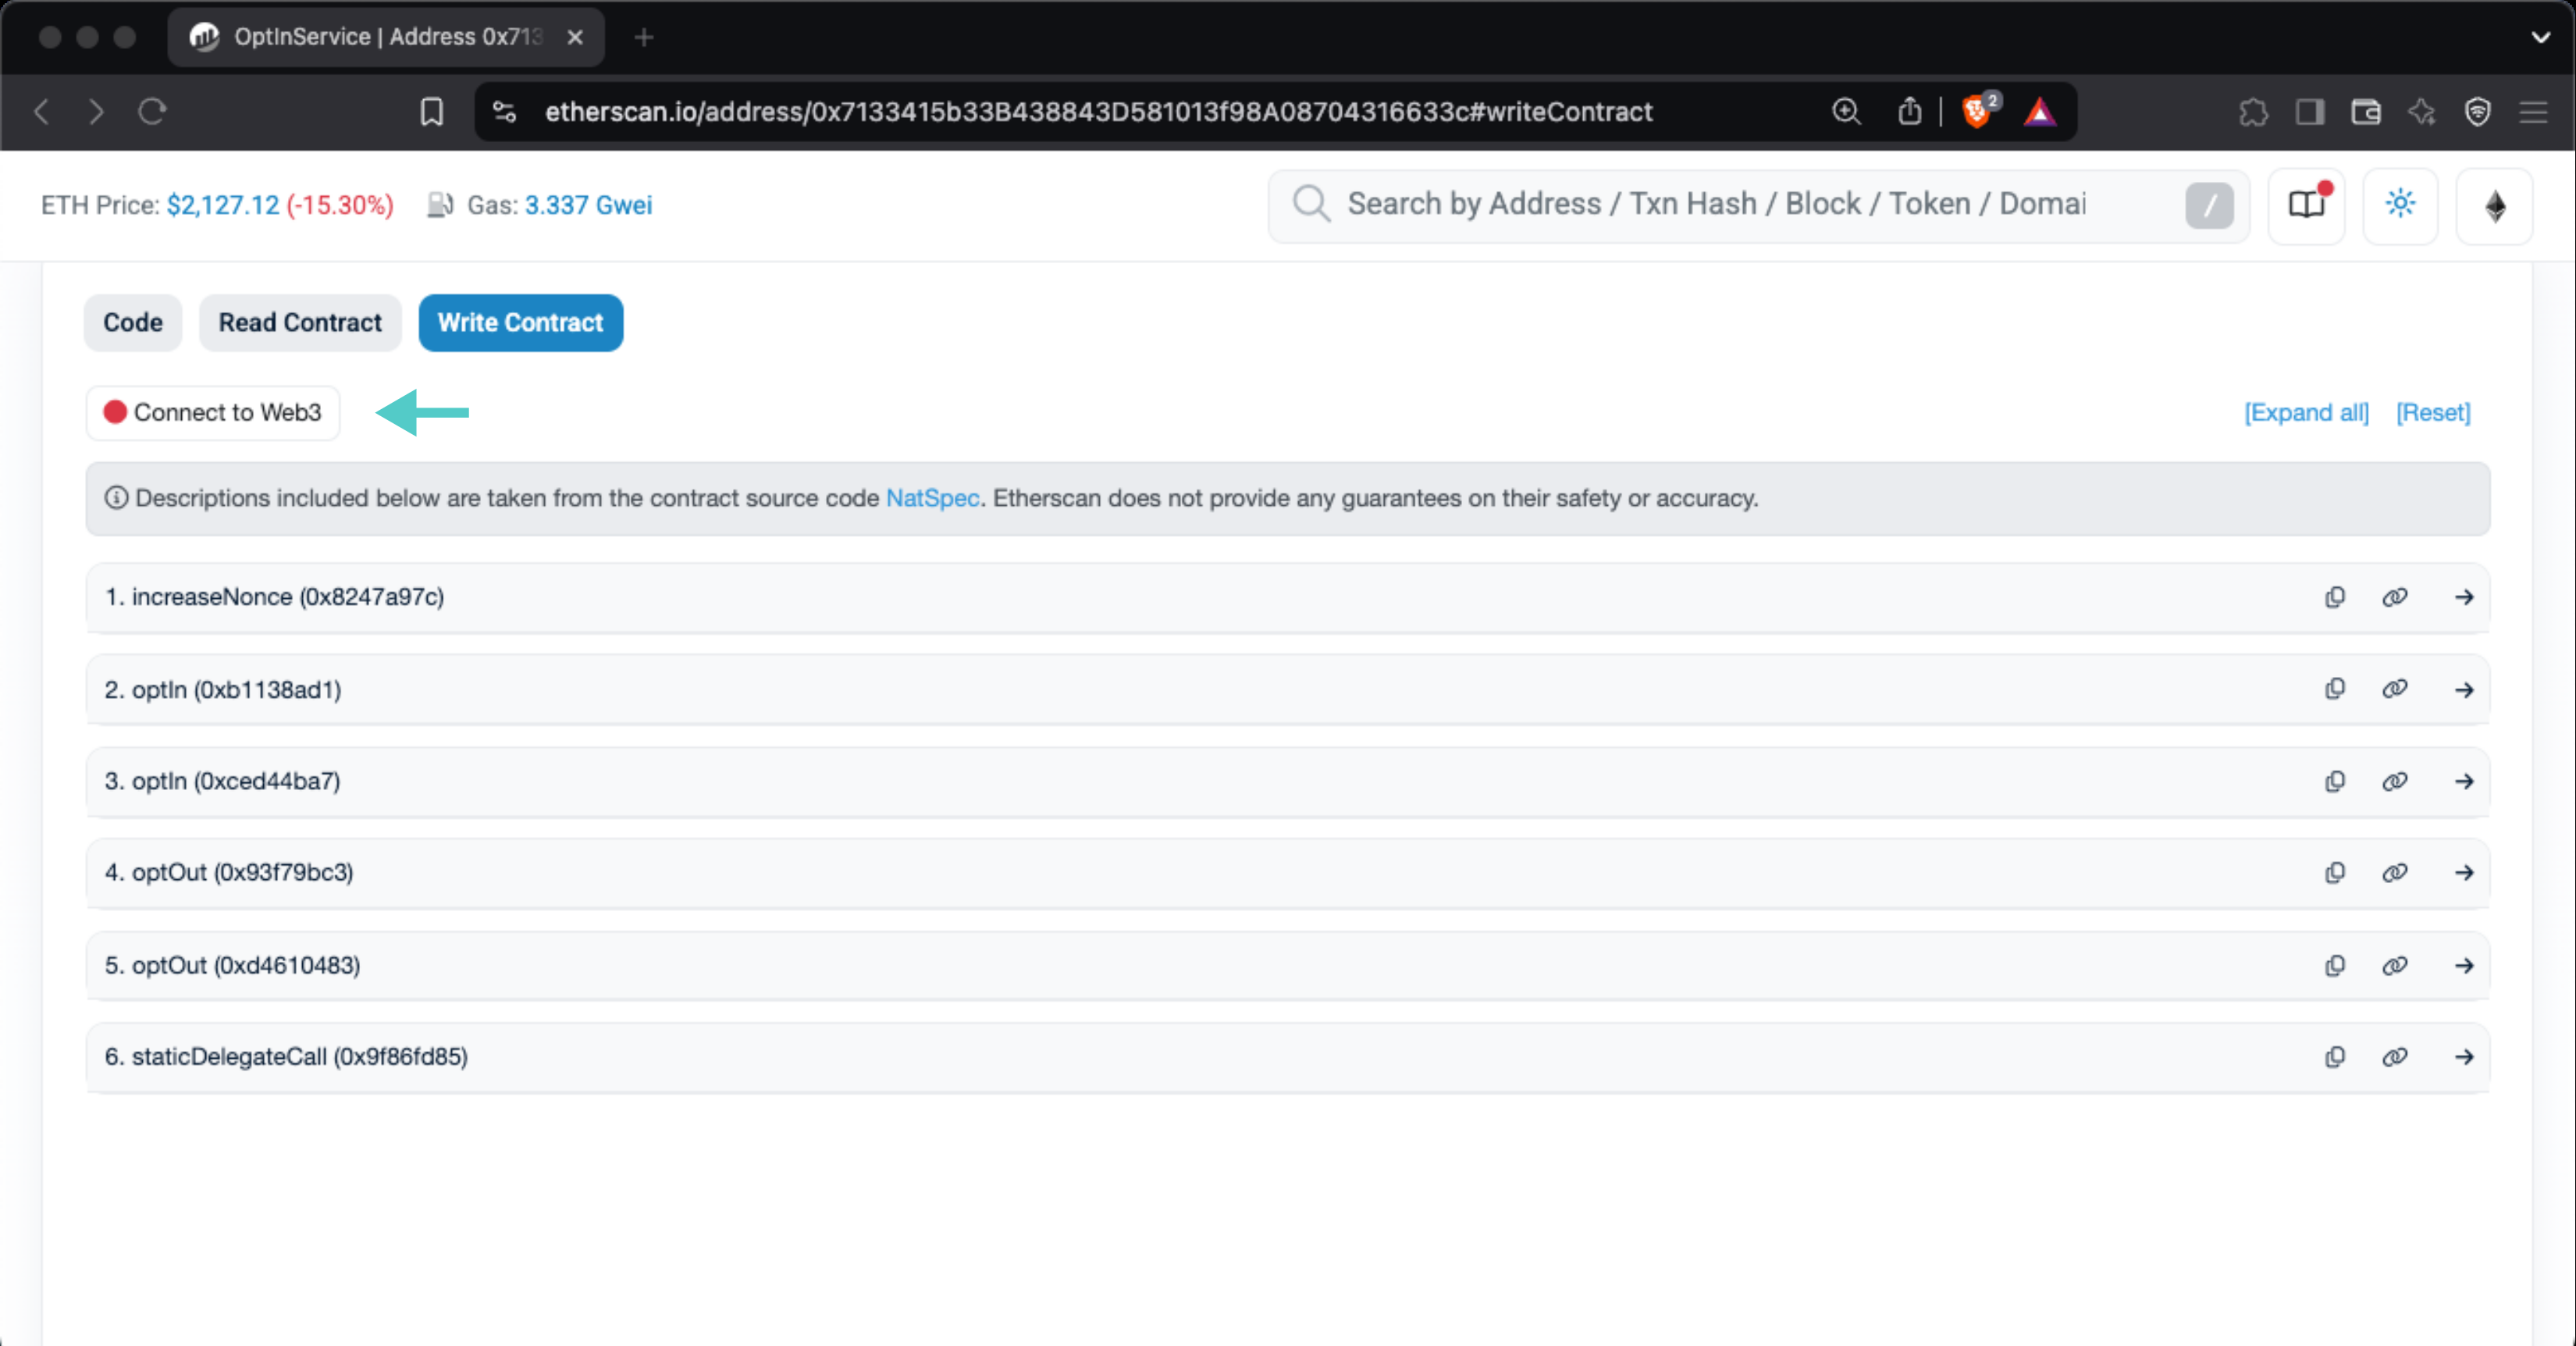 OptInService | Address 0x713
etherscan.io/address/0x7133415b33B438843D581013f98A08704316633c#writeContract
2
ETH Price: $2,127.12 (-15.30%) Gas: 3.337 Gwei
Search by Address / Txn Hash / Block / Token / Domai
/
Code Read Contract Write Contract
Connect to Web3
[Expand all] [Reset]
Descriptions included below are taken from the contract source code NatSpec. Etherscan does not provide any guarantees on their safety or accuracy.
1. increaseNonce (0x8247a97c)
2. optIn (0xb1138ad1)
3. optIn (0xced44ba7)
4. optOut (0x93f79bc3)
5. optOut (0xd4610483)
6. staticDelegateCall (0x9f86fd85)